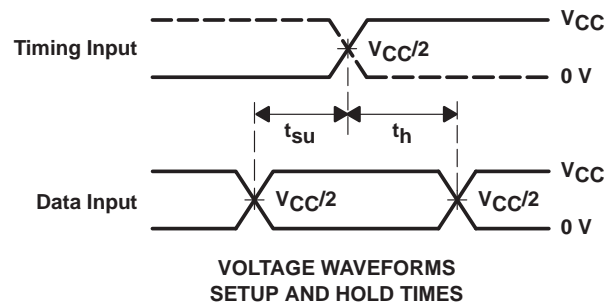 VCC
Timing Input
VCC/2
0 V
tsu
th
VCC
Data Input
VCC/2
VCC/2
0 V
VOLTAGE WAVEFORMS
SETUP AND HOLD TIMES